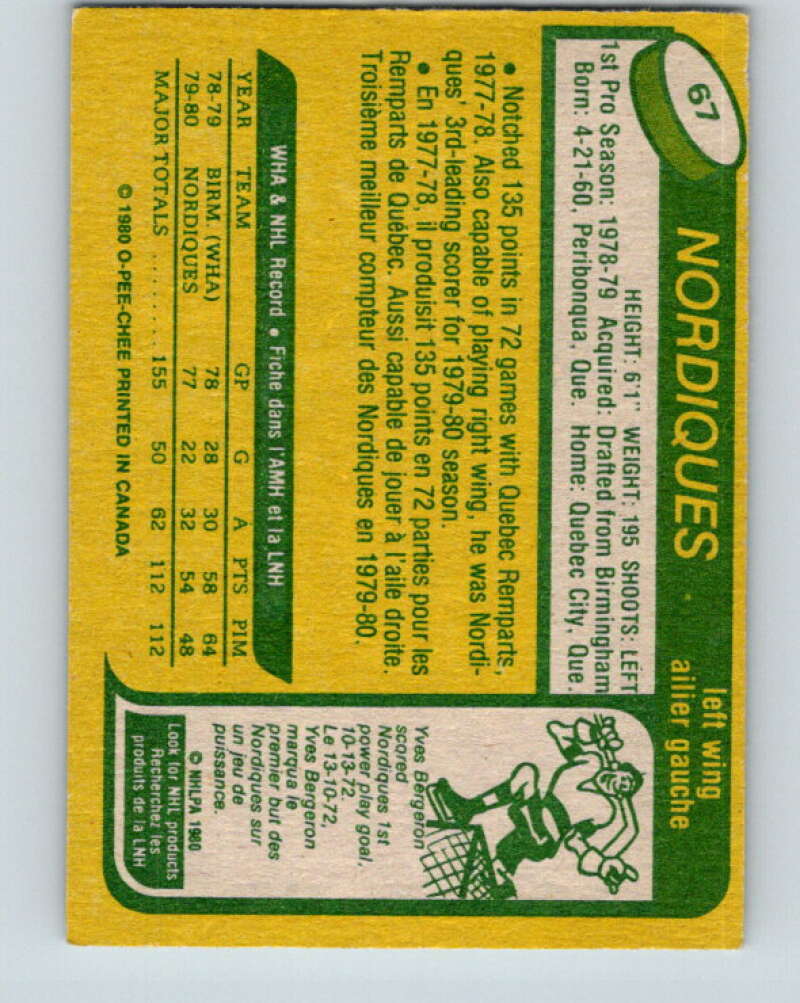 67
NORDIQUES
left wing
ailier gauche
HEIGHT: 6'1" WEIGHT: 195 SHOOTS: LEFT
1st Pro Season: 1978-79 Acquired: Drafted from Birmingham
Born: 4-21-60, Peribonqua, Que. Home: Quebec City, Que.
• Notched 135 points in 72 games with Quebec Remparts,
1977-78. Also capable of playing right wing, he was Nordi-
ques' 3rd-leading scorer for 1979-80 season.
• En 1977-78, il produisit 135 points en 72 parties pour les
Remparts de Québec. Aussi capable de jouer à l'aile droite.
Troisième meilleur compteur des Nordiques en 1979-80.
WHA & NHL Record • Fiche dans l'AMH et la LNH
YEAR TEAM GP G A PTS PIM
78-79 BIRM. (WHA) 78 28 30 58 64
79-80 NORDIQUES 77 22 32 54 48
MAJOR TOTALS ........ 155 50 62 112 112
© 1980 O-PEE-CHEE PRINTED IN CANADA
Yves Bergeron
scored
Nordiques 1st
power play goal,
10-13-72.
Le 13-10-72,
Yves Bergeron
marqua le
premier but des
Nordiques sur
un jeu de
puissance.
© NHLPA 1980
Look for NHL products
Recherchez les
produits de la LNH